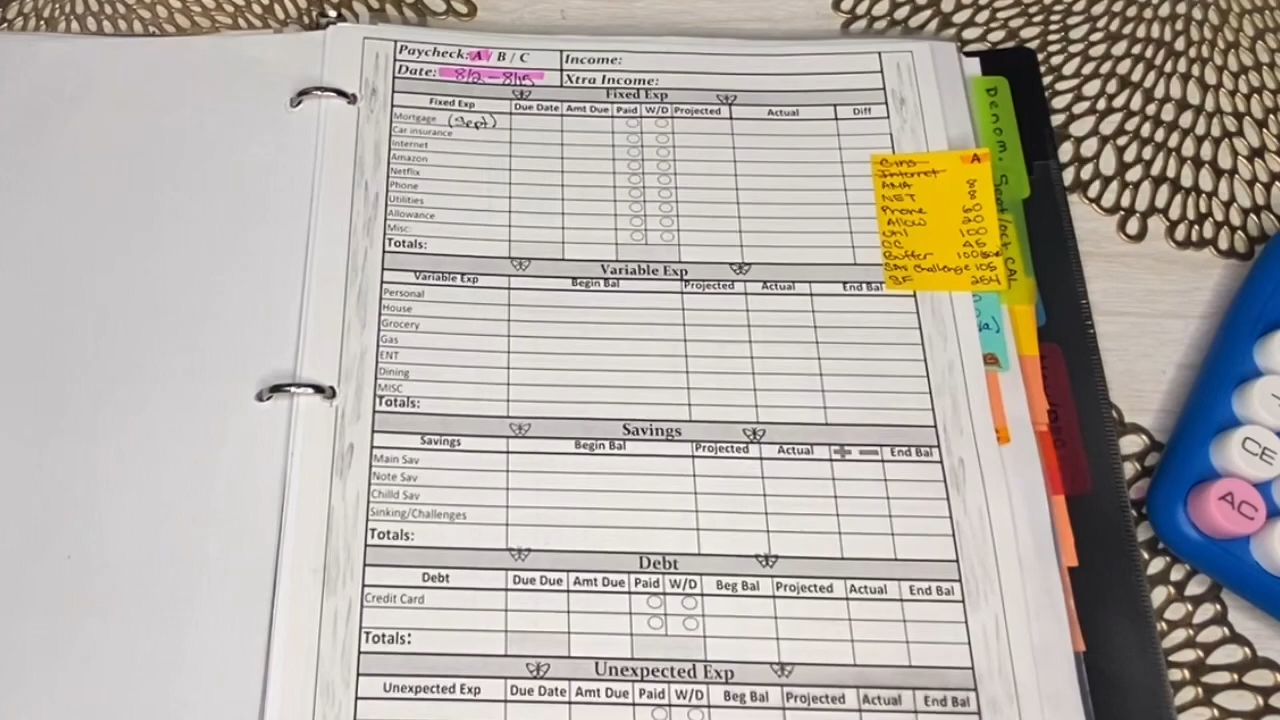 Paycheck: A / B / C Income:
Date: 8/2 - 8/15 Xtra Income:
Fixed Exp
Fixed Exp Due Date Amt Due Paid W/D Projected Actual Diff
Mortgage (Sept)
Car insurance
Internet
Amazon
Netflix
Phone
Utilities
Allowance
Misc
Totals:
Variable Exp
Variable Exp Begin Bal Projected Actual End Bal
Personal
House
Grocery
Gas
ENT
Dining
MISC
Totals:
Savings
Savings Begin Bal Projected Actual + - End Bal
Main Sav
Note Sav
Chilld Sav
Sinking/Challenges
Totals:
Debt
Debt Due Due Amt Due Paid W/D Beg Bal Projected Actual End Bal
Credit Card
Totals:
Unexpected Exp
Unexpected Exp Due Date Amt Due Paid W/D Beg Bal Projected Actual End Bal
A
Internet
AMA 8
NET 8
Phone 60
Allow 20
Util 100
CC 45
Buffer 100
Sav Challenge 105
SF 254
Denom. Sept/Oct CAL
CE
AC